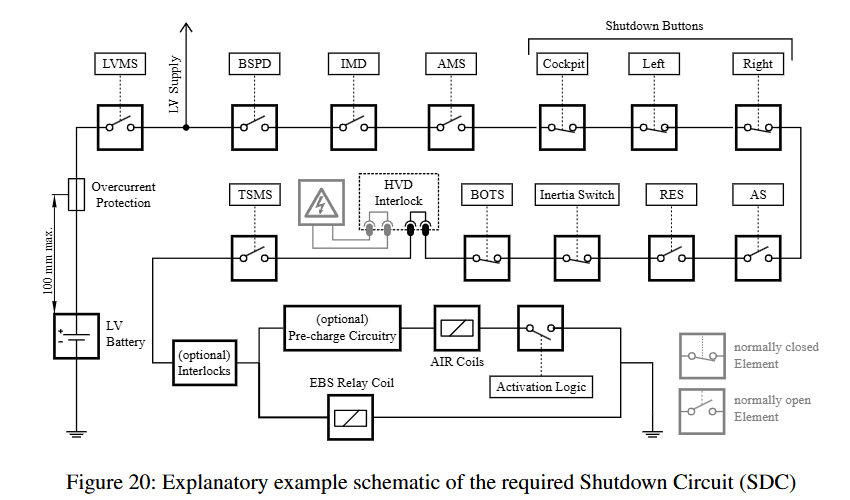 Shutdown Buttons
LVMS
LV Supply
BSPD
IMD
AMS
Cockpit
Left
Right
Overcurrent
Protection
100 mm max.
TSMS
HVD
Interlock
BOTS
Inertia Switch
RES
AS
+
-
LV
Battery
(optional)
Interlocks
(optional)
Pre-charge Circuitry
AIR Coils
Activation Logic
EBS Relay Coil
normally closed
Element
normally open
Element
Figure 20: Explanatory example schematic of the required Shutdown Circuit (SDC)